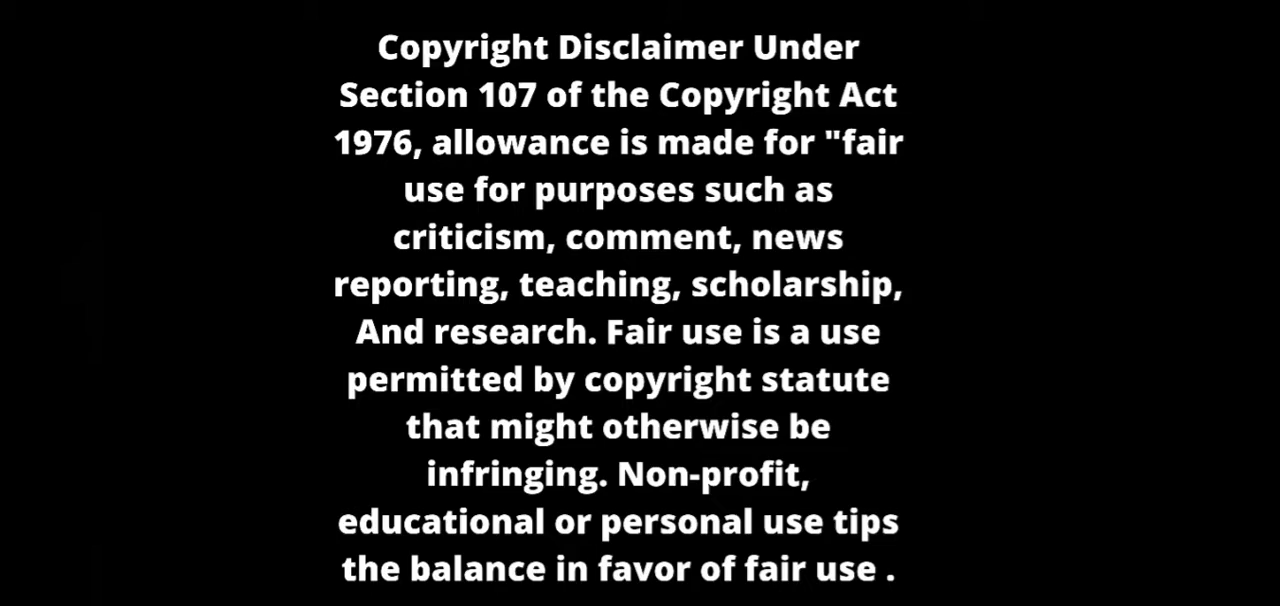 Copyright Disclaimer Under
Section 107 of the Copyright Act
1976, allowance is made for "fair
use for purposes such as
criticism, comment, news
reporting, teaching, scholarship,
And research. Fair use is a use
permitted by copyright statute
that might otherwise be
infringing. Non-profit,
educational or personal use tips
the balance in favor of fair use .